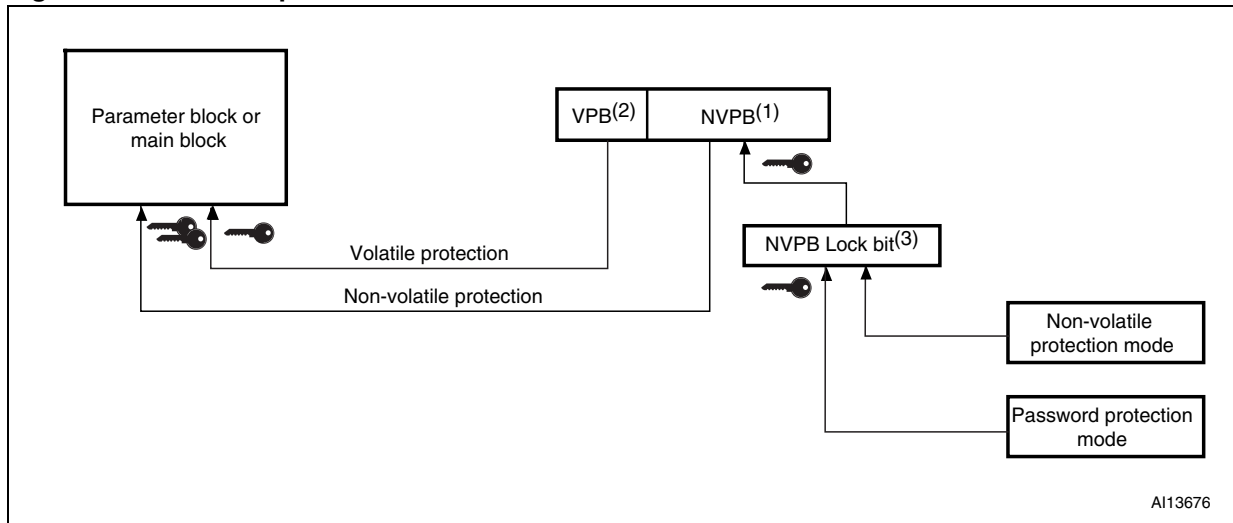 Parameter block or
main block
VPB(2)
NVPB(1)
NVPB Lock bit(3)
Volatile protection
Non-volatile protection
Non-volatile
protection mode
Password protection
mode
AI13676